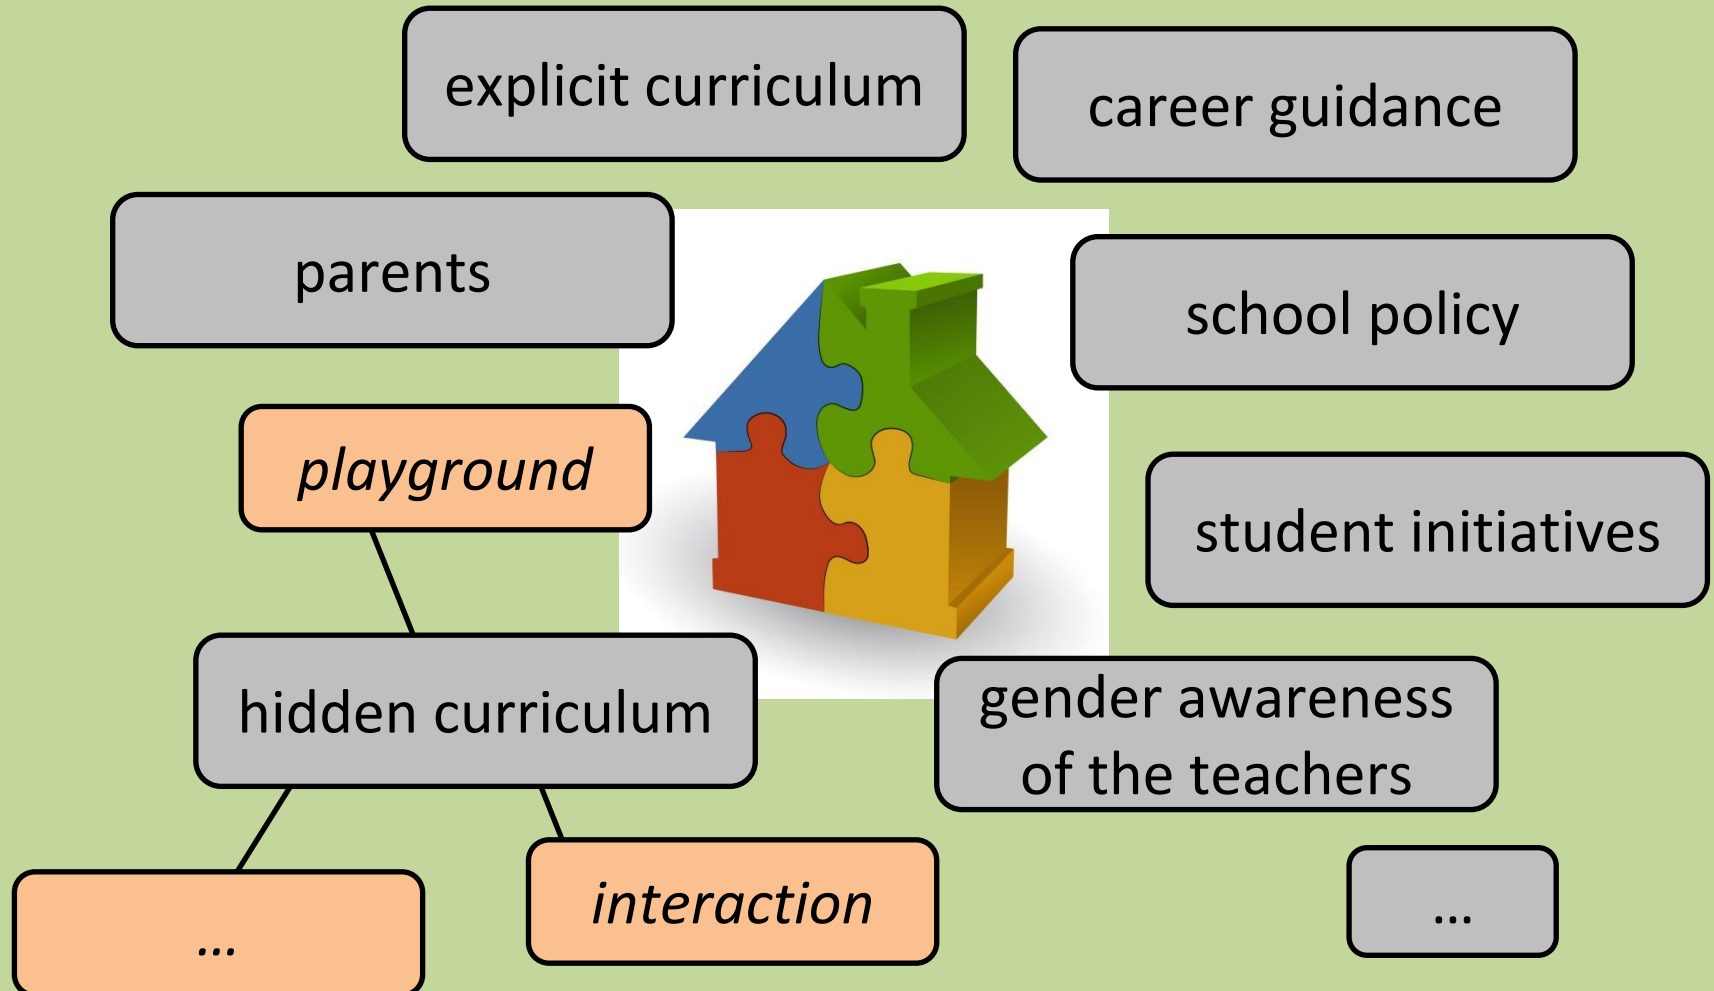 explicit curriculum
career guidance
parents
school policy
playground
student initiatives
hidden curriculum
gender awareness
of the teachers
interaction
...
...